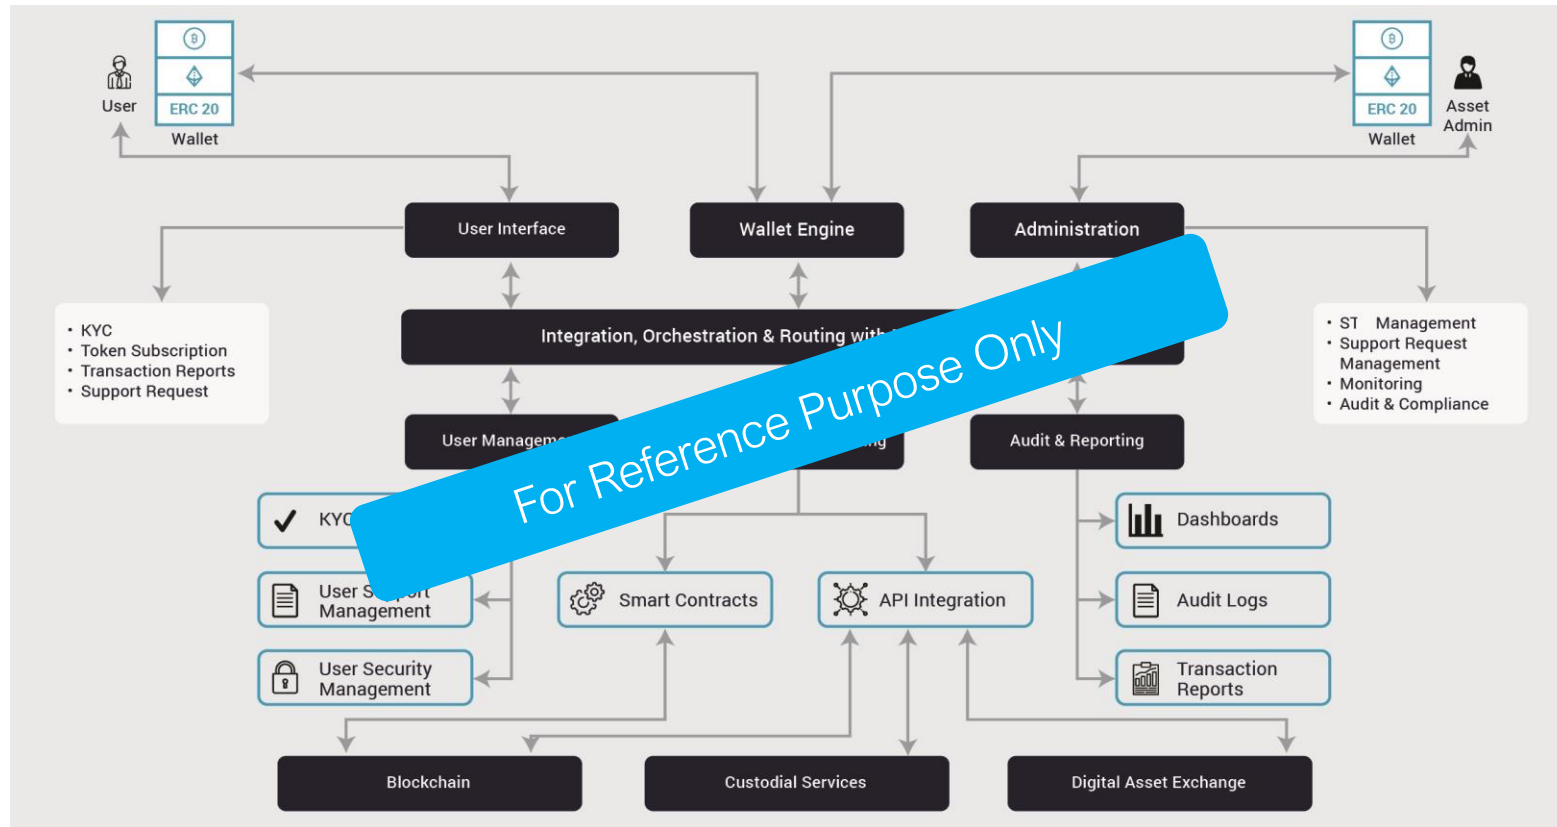 User
ERC 20
Wallet
ERC 20
Wallet
Asset
Admin
User Interface
Wallet Engine
Administration
KYC
Token Subscription
Transaction Reports
Support Request
Integration, Orchestration & Routing with
ST Management
Support Request
Management
Monitoring
Audit & Compliance
For Reference Purpose Only
User
Audit & Reporting
KYC
User
Management
User Security
Management
Smart Contracts
API Integration
Dashboards
Audit Logs
Transaction
Reports
Blockchain
Custodial Services
Digital Asset Exchange